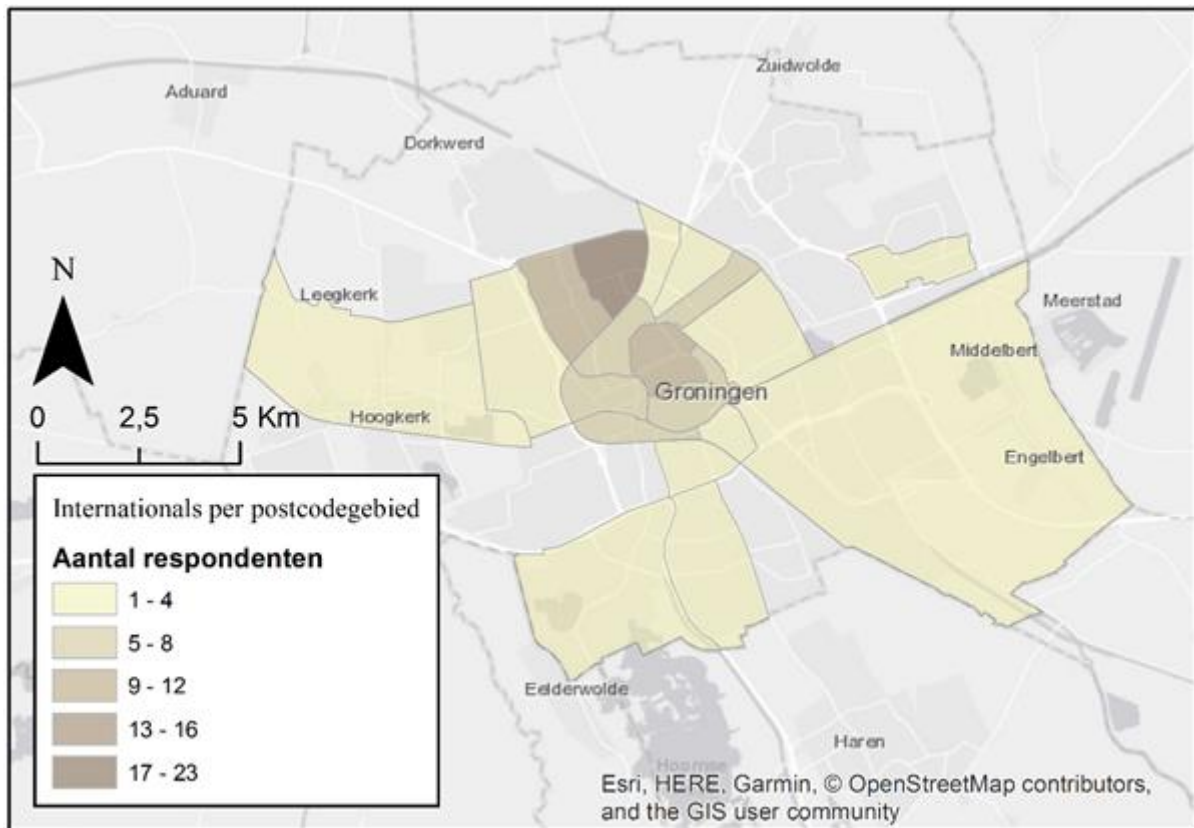 Zuidwolde
Aduard
Dorkwerd
N
Leegkerk
Meerstad
Middelbert
Groningen
0 2,5 5 Km
Hoogkerk
Engelbert
Internationals per postcodegebied
Aantal respondenten
1 - 4
5 - 8
9 - 12
13 - 16
17 - 23
Eelderwolde
Haren
Esri, HERE, Garmin, © OpenStreetMap contributors,
and the GIS user community